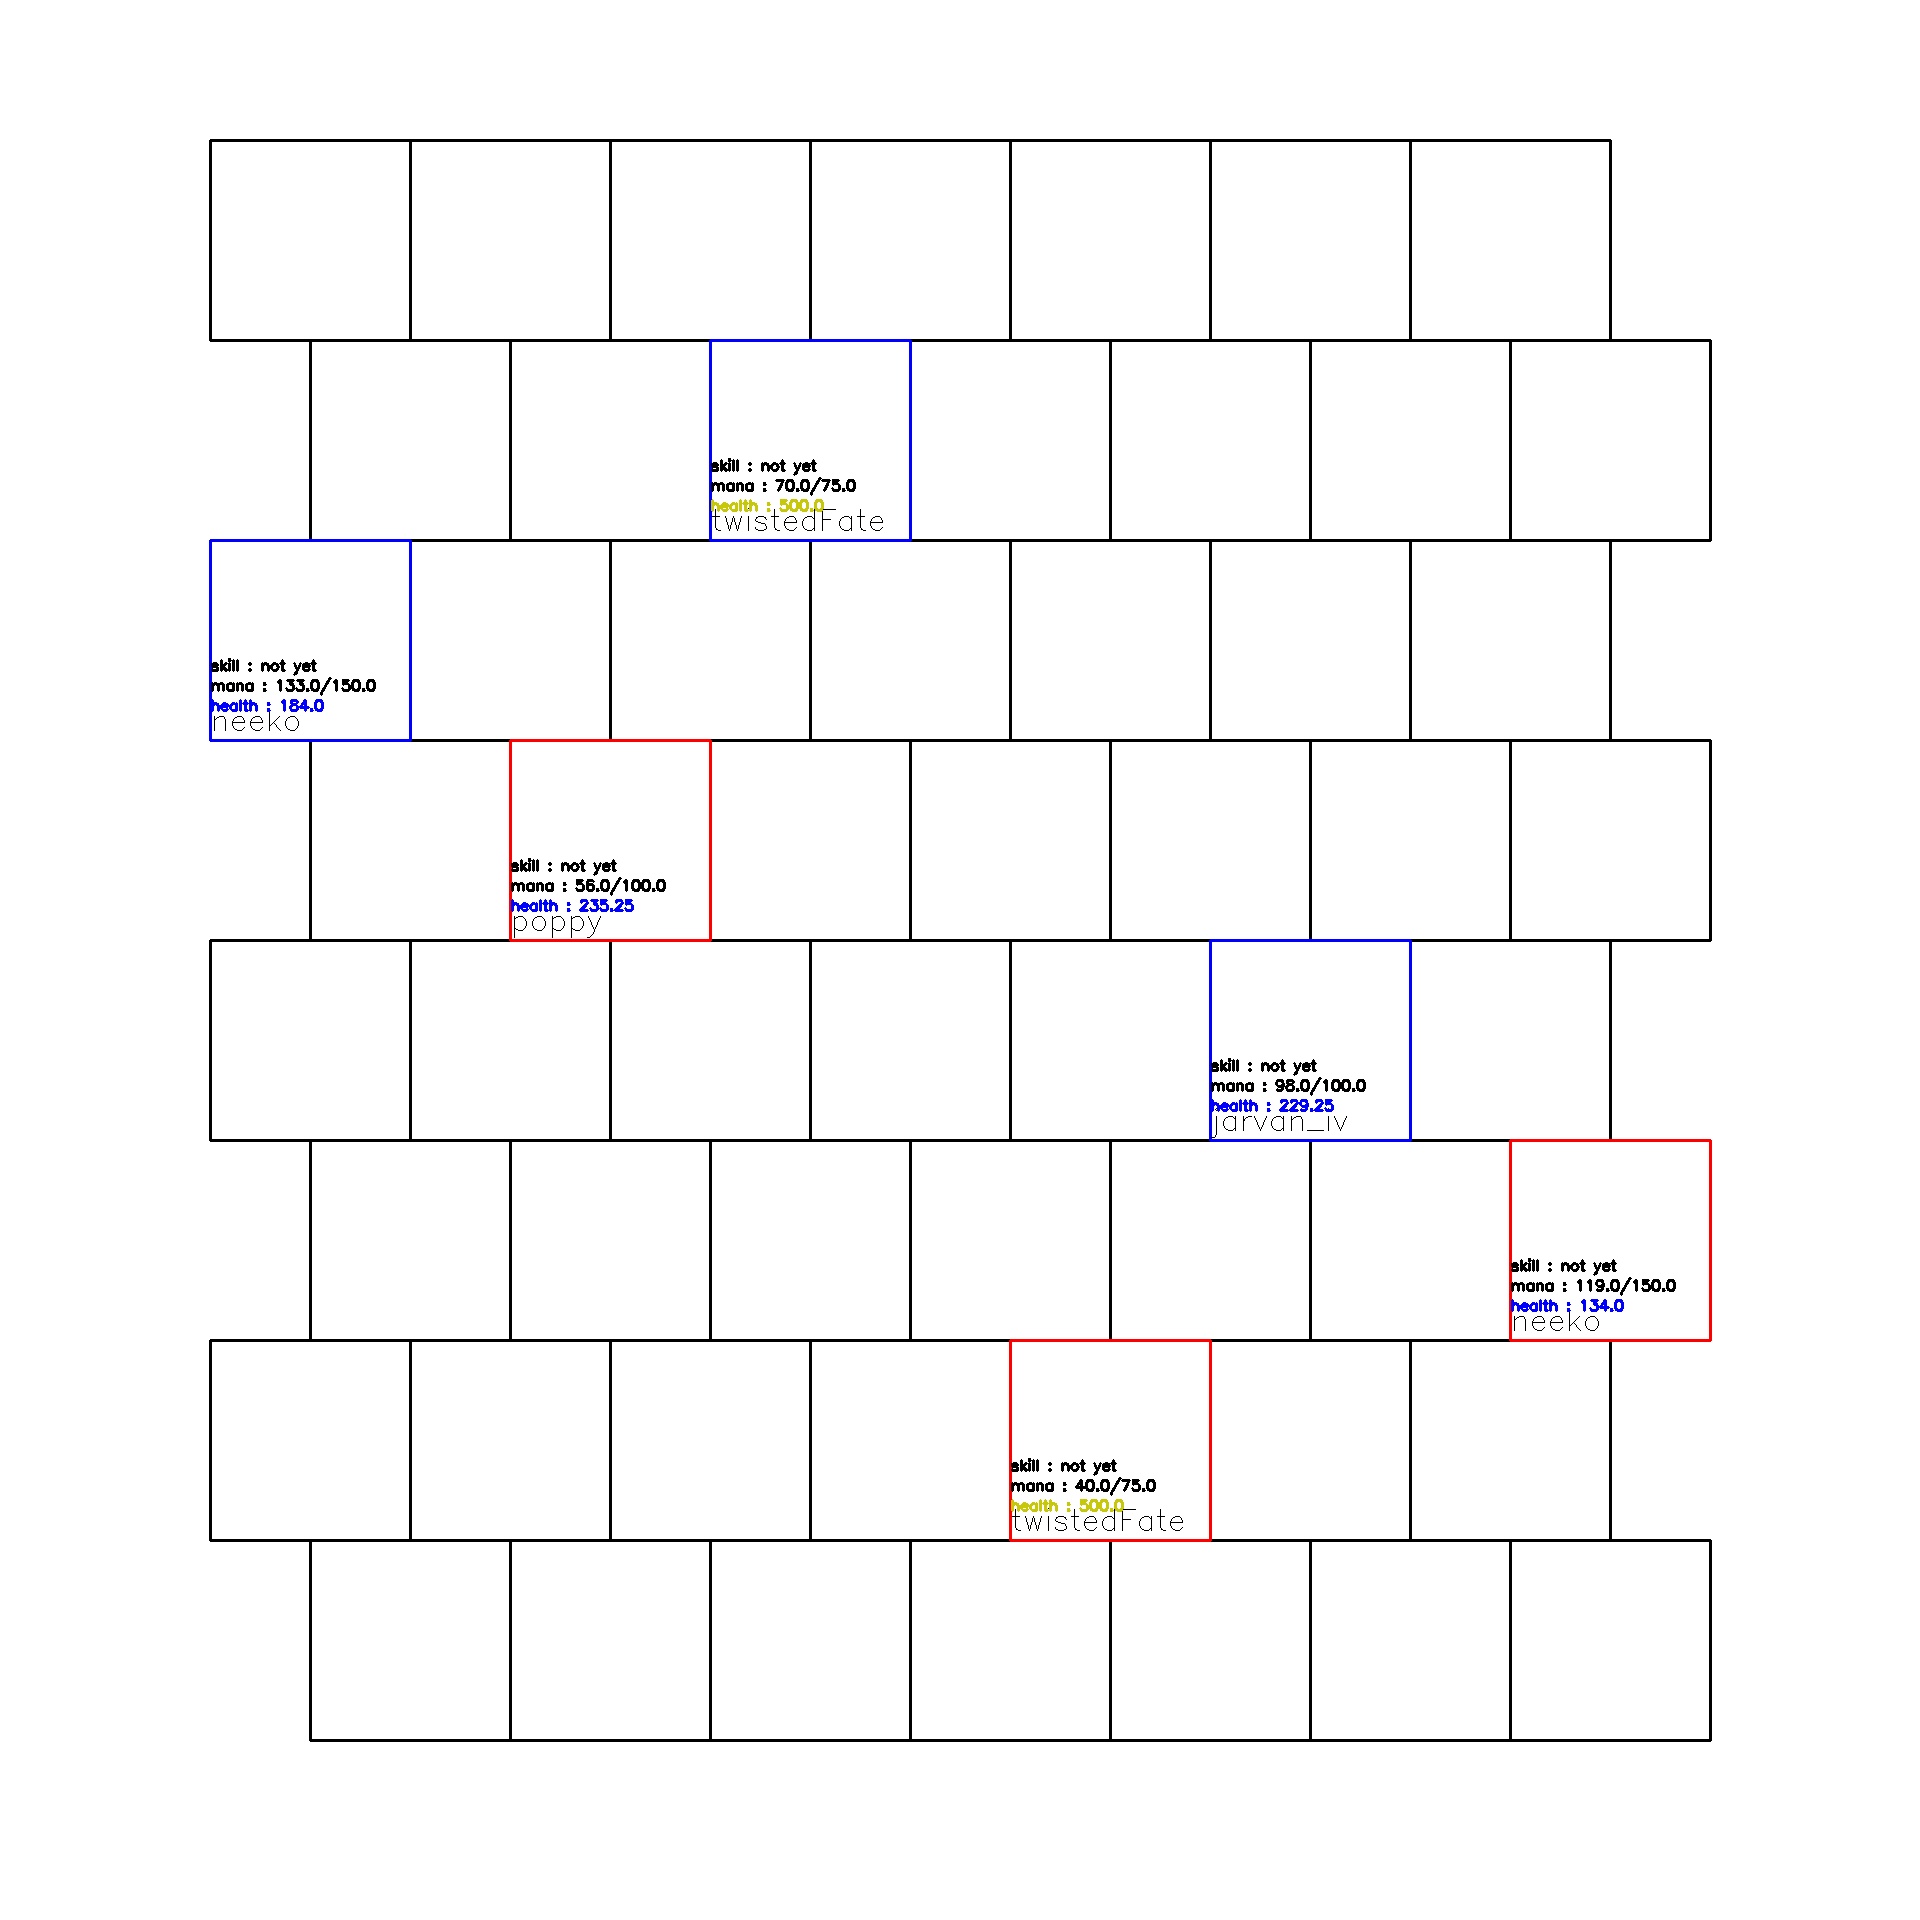 skill : not yet
mana : 70.0/75.0
health : 500.0
twistedFate
skill : not yet
mana : 133.0/150.0
health : 184.0
neeko
skill : not yet
mana : 56.0/100.0
health : 235.25
poppy
skill : not yet
mana : 98.0/100.0
health : 229.25
jarvan_iv
skill : not yet
mana : 119.0/150.0
health : 134.0
neeko
skill : not yet
mana : 40.0/75.0
health : 500.0
twistedFate